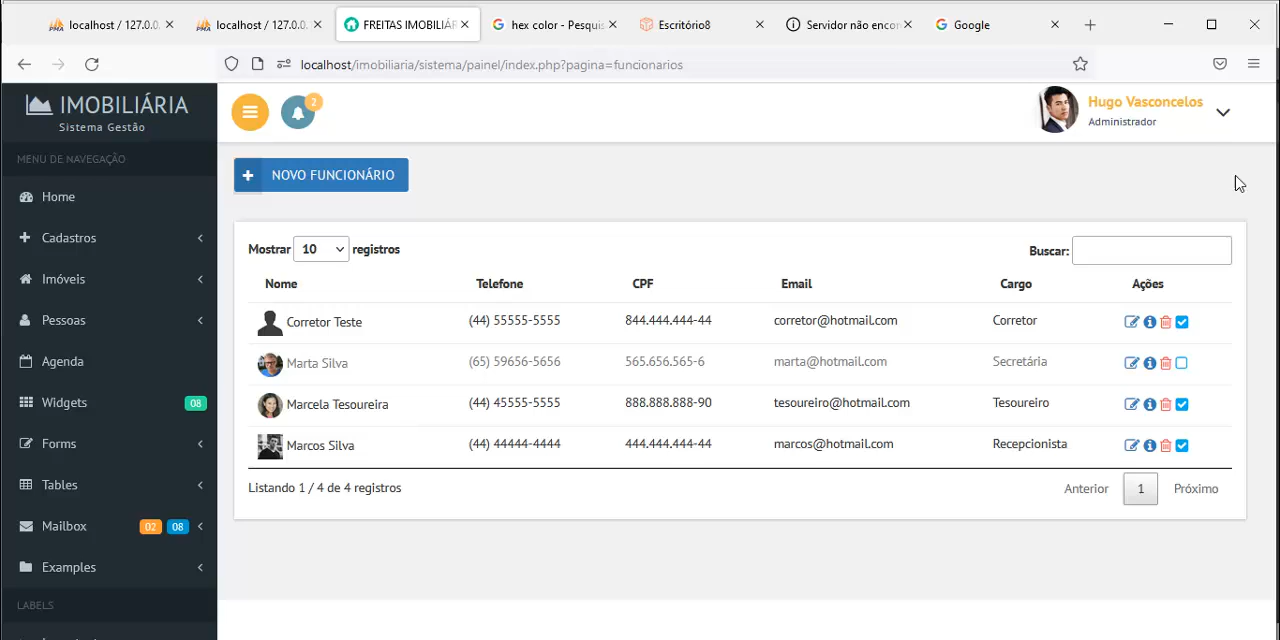 localhost / 127.0.0.
localhost / 127.0.0.
FREITAS IMOBILIÁR
hex color - Pesquis
Escritório8
Servidor não encon
Google
localhost/imobiliaria/sistema/painel/index.php?pagina=funcionarios
IMOBILIÁRIA
Sistema Gestão
2
Hugo Vasconcelos
Administrador
MENU DE NAVEGAÇÃO
Home
Cadastros
Imóveis
Pessoas
Agenda
Widgets 08
Forms
Tables
Mailbox 02 08
Examples
LABELS
NOVO FUNCIONÁRIO
Mostrar 10 registros
Buscar:
Nome Telefone CPF Email Cargo Ações
Corretor Teste (44) 55555-5555 844.444.444-44 corretor@hotmail.com Corretor
Marta Silva (65) 59656-5656 565.656.565-6 marta@hotmail.com Secretária
Marcela Tesoureira (44) 45555-5555 888.888.888-90 tesoureiro@hotmail.com Tesoureiro
Marcos Silva (44) 44444-4444 444.444.444-44 marcos@hotmail.com Recepcionista
Listando 1 / 4 de 4 registros
Anterior 1 Próximo